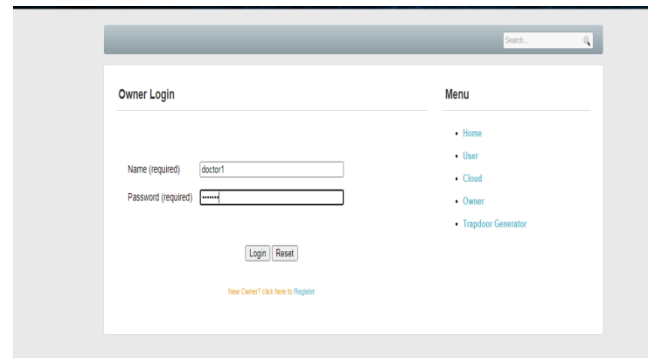 Search...
Owner Login
Name (required) doctor1
Password (required) •••••••
Login Reset
New Owner? click here to Register
Menu
• Home
• User
• Cloud
• Owner
• Trapdoor Generator